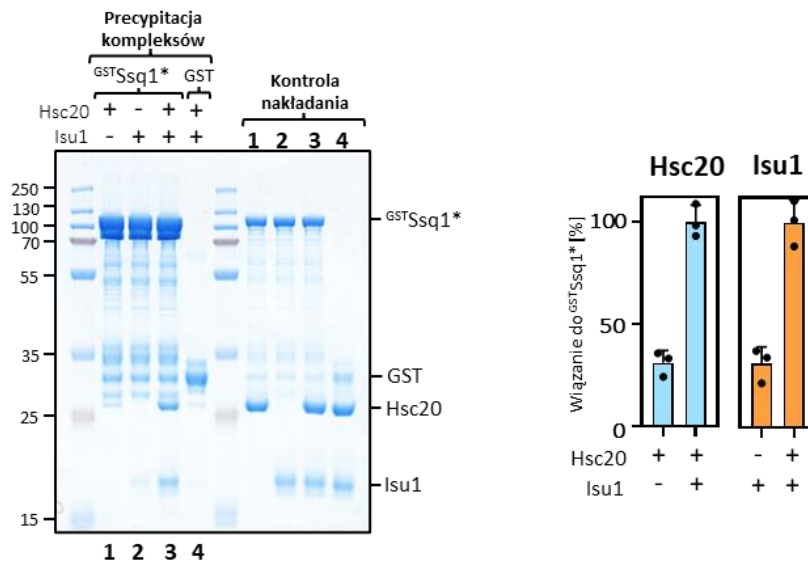 Precypitacja
kompleksów
GSTSsq1* GST
Kontrola
nakładania
Hsc20 + - + +
Isu1 - + + +
1 2 3 4
250
130
100
70
55
35
25
15
GSTSsq1*
GST
Hsc20
Isu1
1 2 3 4
Hsc20 Isu1
Wiązanie do GSTSsq1* [%]
100
50
0
Hsc20 + + - +
Isu1 - + + +